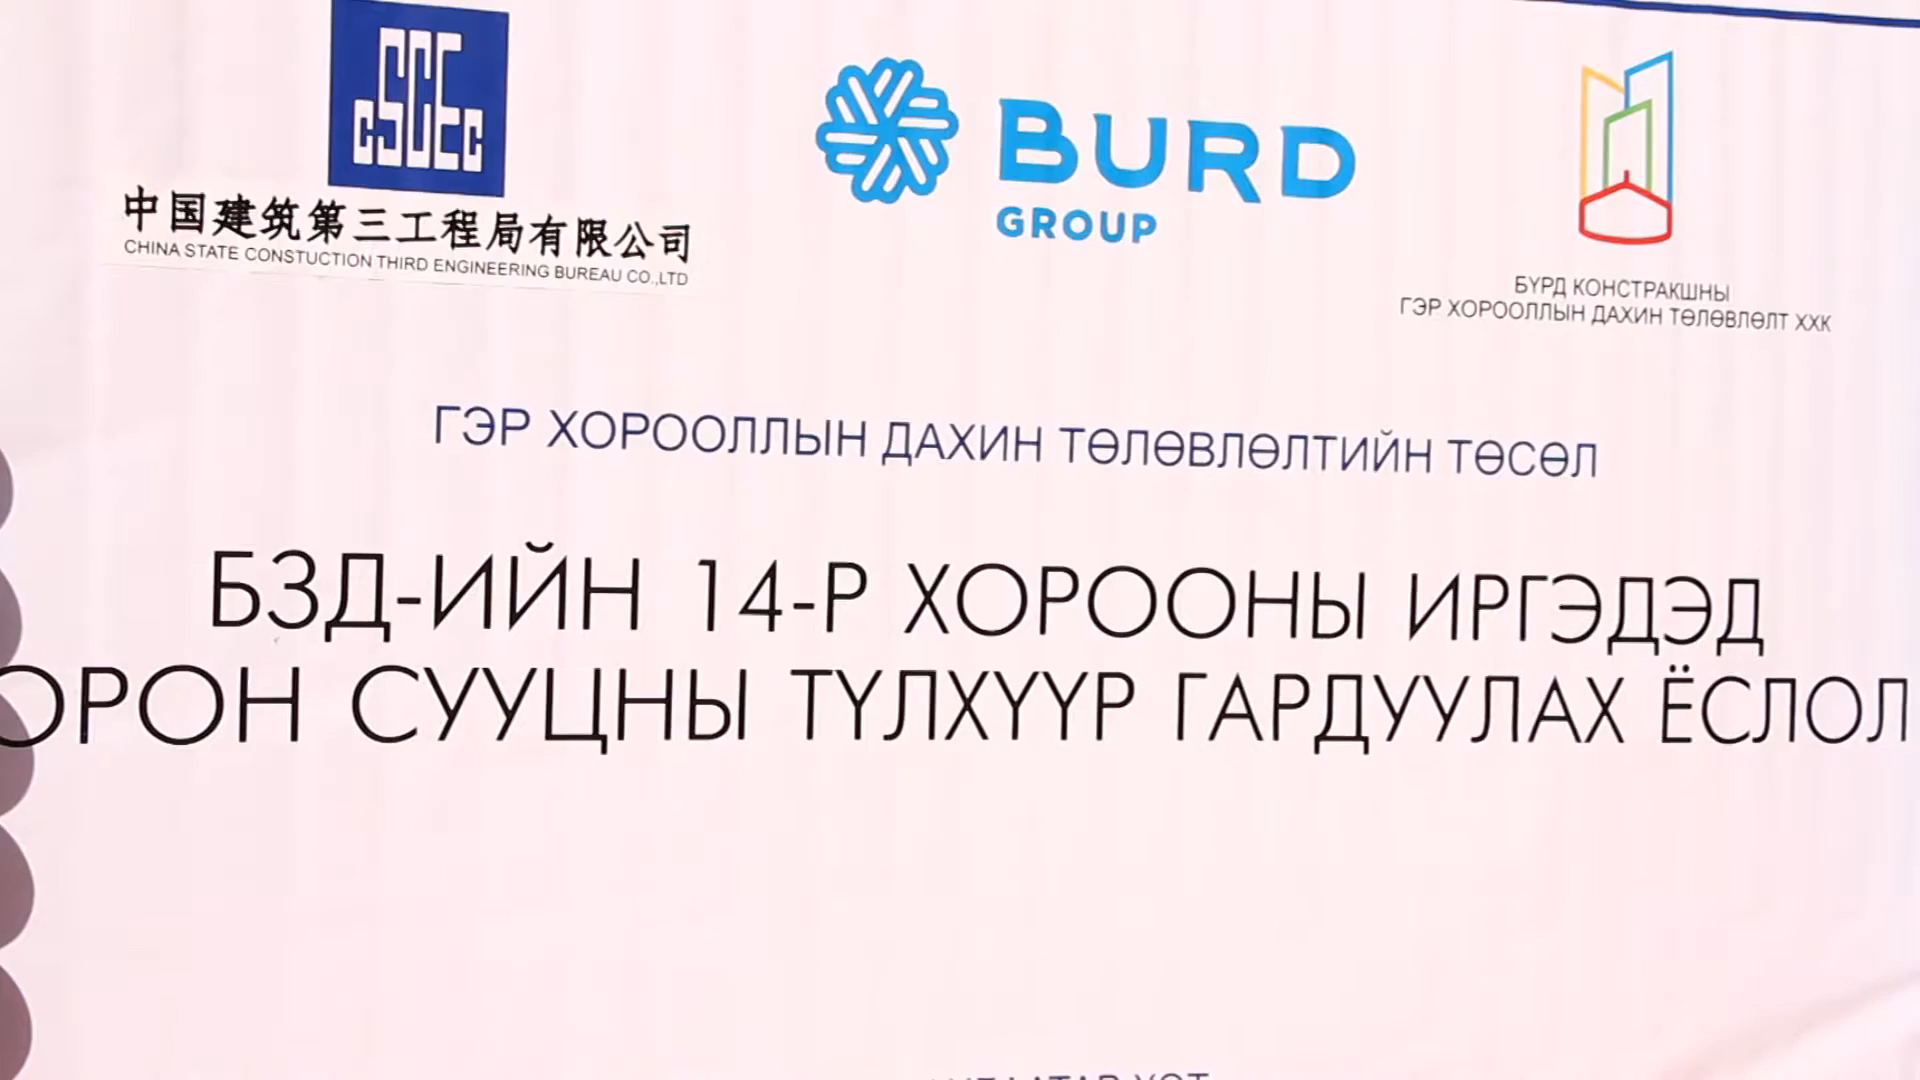 CSCEC
中国建筑第三工程局有限公司
CHINA STATE CONSTUCTION THIRD ENGINEERING BUREAU CO.,LTD
BURD
GROUP
БҮРД КОНСТРАКШНЫ
ГЭР ХОРООЛЛЫН ДАХИН ТӨЛӨВЛӨЛТ ХХК
ГЭР ХОРООЛЛЫН ДАХИН ТӨЛӨВЛӨЛТИЙН ТӨСӨЛ
БЗД-ИЙН 14-Р ХОРООНЫ ИРГЭДЭД
ОРОН СУУЦНЫ ТҮЛХҮҮР ГАРДУУЛАХ ЁСЛОЛ